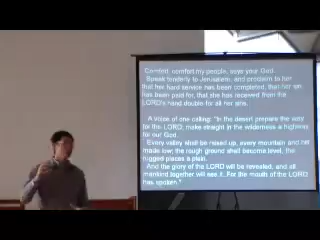 Comfort, comfort my people, says your God.
Speak tenderly to Jerusalem, and proclaim to her
that her hard service has been completed, that her sin
has been paid for, that she has received from the
LORD's hand double for all her sins.
A voice of one calling: "In the desert prepare the way
for the LORD; make straight in the wilderness a highway
for our God.
Every valley shall be raised up, every mountain and hill
made low; the rough ground shall become level, the
rugged places a plain.
And the glory of the LORD will be revealed, and all
mankind together will see it. For the mouth of the LORD
has spoken."